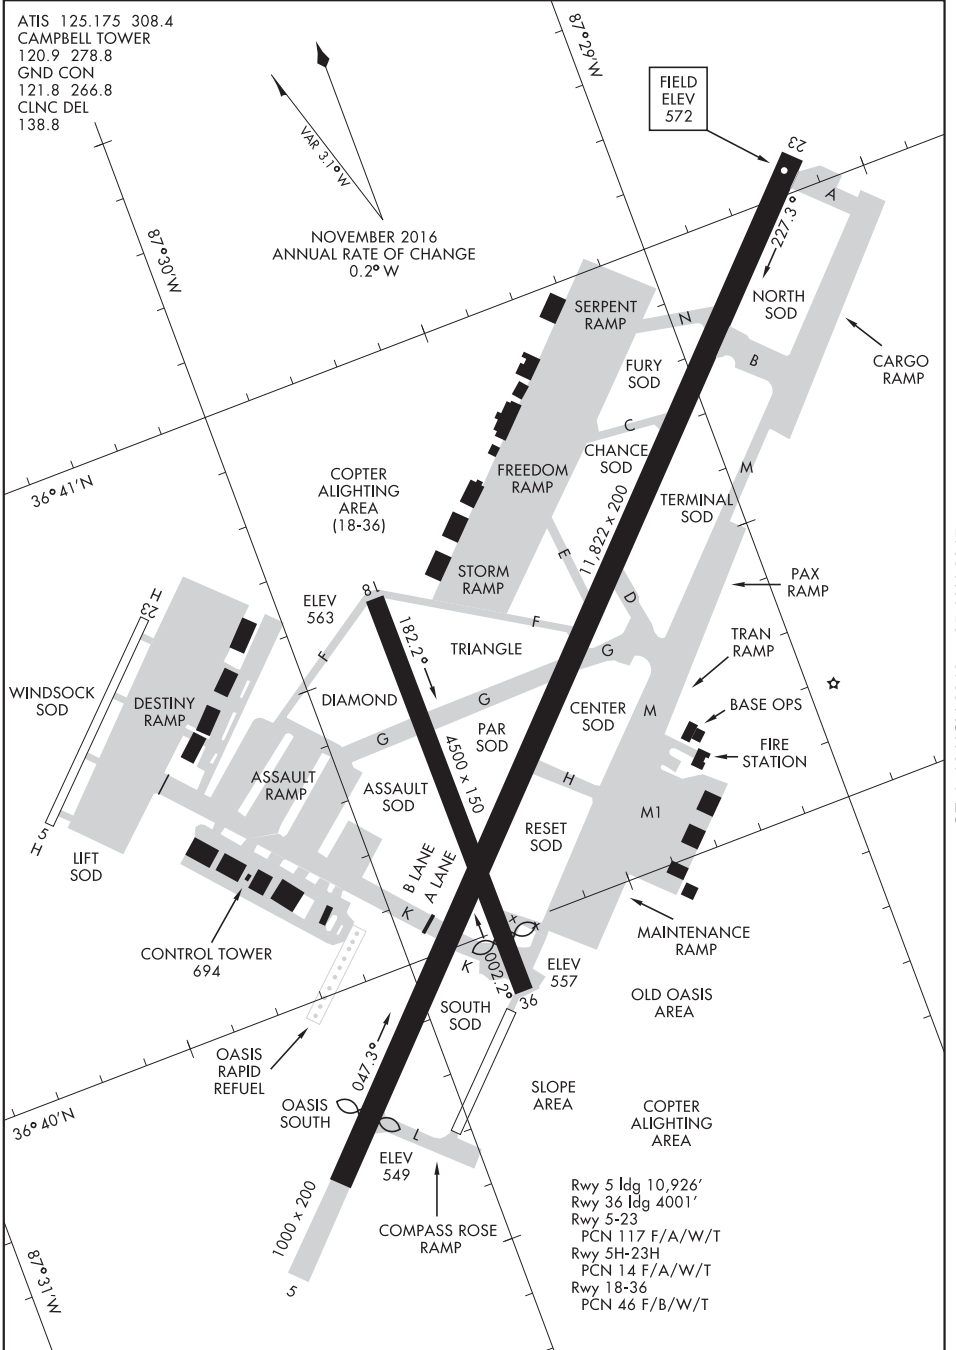 ATIS 125.175 308.4
CAMPBELL TOWER
120.9 278.8
GND CON
121.8 266.8
CLNC DEL
138.8
VAR 3.1° W
NOVEMBER 2016
ANNUAL RATE OF CHANGE
0.2° W
87°29'W
87°30'W
FIELD
ELEV
572
23
A
227.3°
NORTH
SOD
CARGO
RAMP
SERPENT
RAMP
N
B
FURY
SOD
C
CHANCE
SOD
36°41'N
COPTER
ALIGHTING
AREA
(18-36)
FREEDOM
RAMP
11,822 x 200
TERMINAL
SOD
M
STORM
RAMP
E
D
PAX
RAMP
18
ELEV
563
H
23
F
182.2°
F
TRIANGLE
G
TRAN
RAMP
WINDSOCK
SOD
DESTINY
RAMP
DIAMOND
G
G
PAR
SOD
CENTER
SOD
M
BASE OPS
FIRE
STATION
4500 x 150
ASSAULT
RAMP
ASSAULT
SOD
H
M1
5
H
LIFT
SOD
RESET
SOD
B LANE
A LANE
K
K
CONTROL TOWER
694
MAINTENANCE
RAMP
x x
002.2°
36
ELEV
557
SOUTH
SOD
OLD OASIS
AREA
OASIS
RAPID
REFUEL
047.3°
36°40'N
OASIS
SOUTH
SLOPE
AREA
COPTER
ALIGHTING
AREA
L
ELEV
549
1000 x 200
COMPASS ROSE
RAMP
5
87°31'W
Rwy 5 ldg 10,926'
Rwy 36 ldg 4001'
Rwy 5-23
PCN 117 F/A/W/T
Rwy 5H-23H
PCN 14 F/A/W/T
Rwy 18-36
PCN 46 F/B/W/T